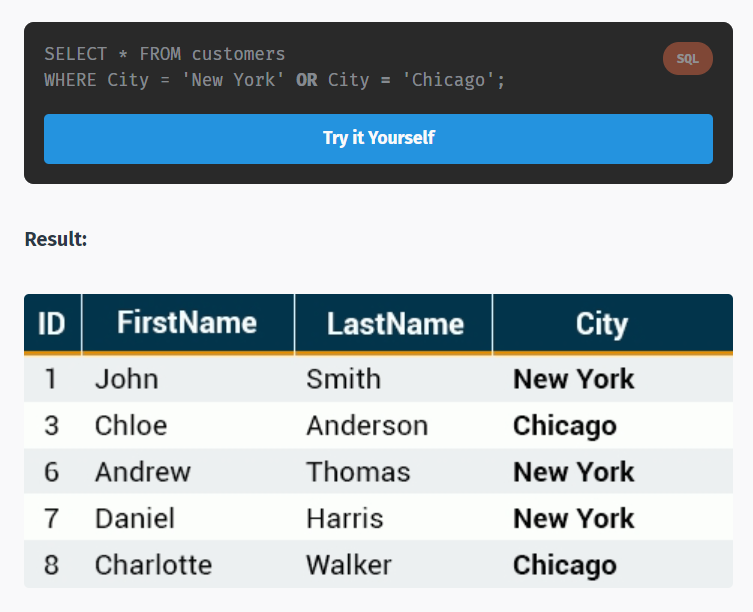 SELECT * FROM customers
SQL
WHERE City = 'New York' OR City = 'Chicago';
Try it Yourself
Result:
ID FirstName LastName City
1 John Smith New York
3 Chloe Anderson Chicago
6 Andrew Thomas New York
7 Daniel Harris New York
8 Charlotte Walker Chicago